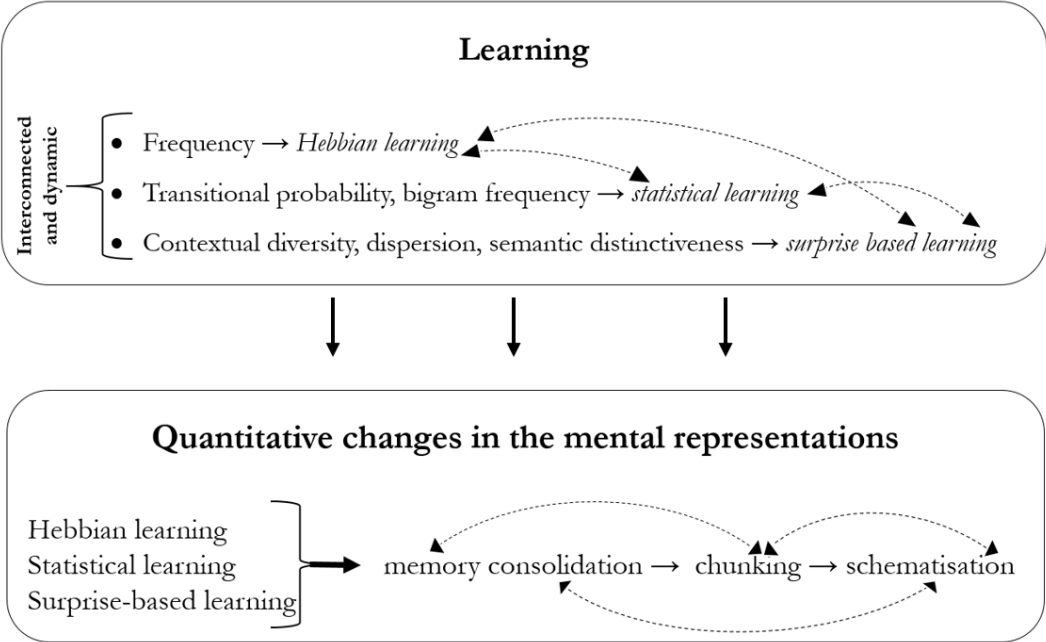 Learning
Interconnected
and dynamic
• Frequency → Hebbian learning
• Transitional probability, bigram frequency → statistical learning
• Contextual diversity, dispersion, semantic distinctiveness → surprise based learning
Quantitative changes in the mental representations
Hebbian learning
Statistical learning
Surprise-based learning
memory consolidation → chunking → schematisation